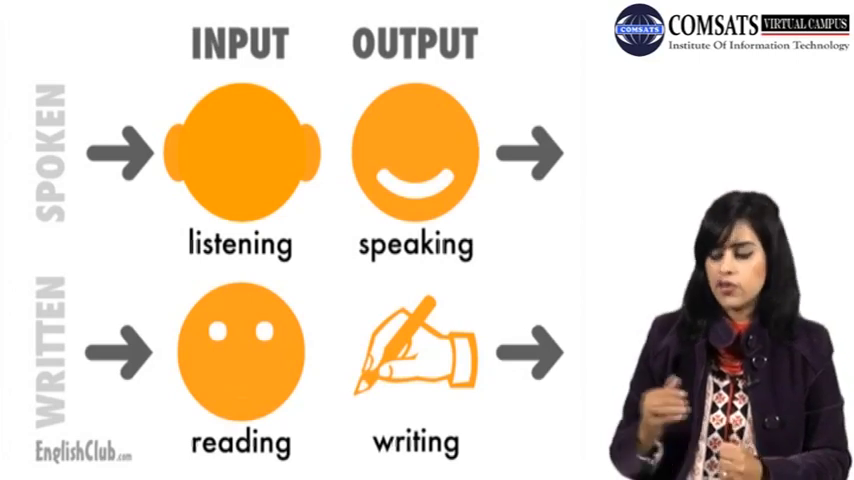 INPUT OUTPUT
SPOKEN
listening speaking
WRITTEN
reading writing
EnglishClub.com
COMSATS
COMSATS VIRTUAL CAMPUS
Institute Of Information Technology